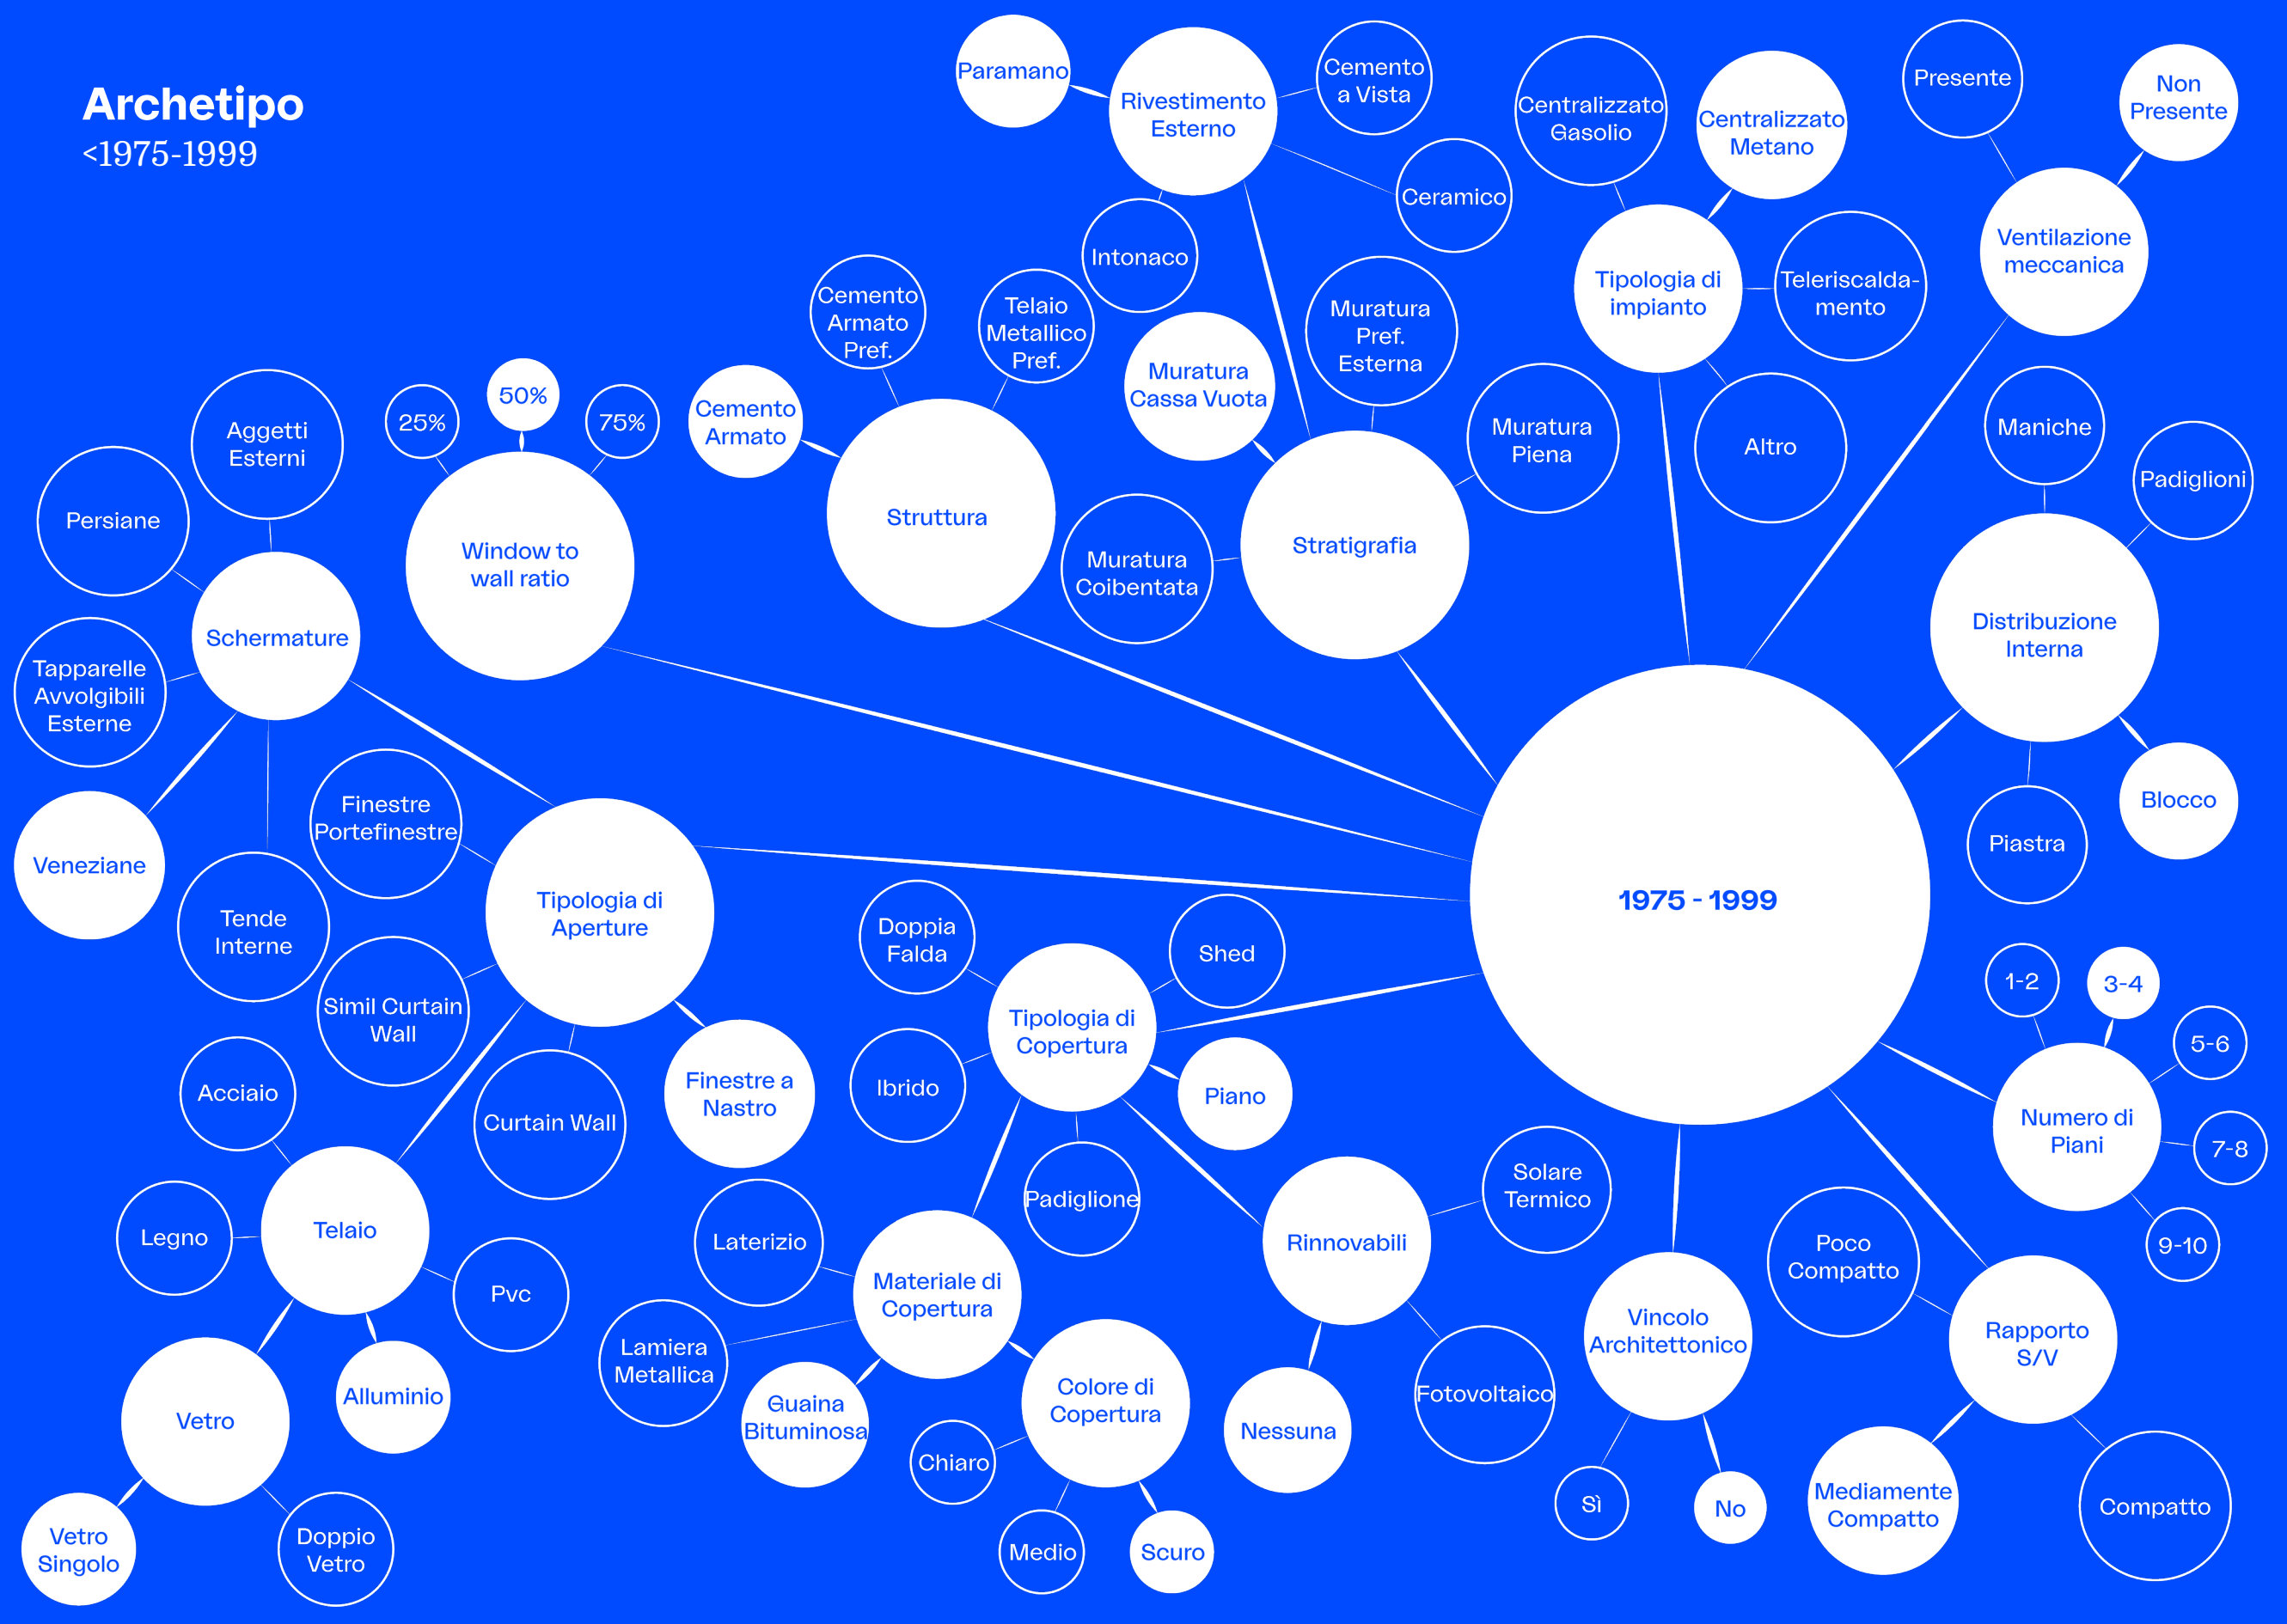 Archetipo
<1975-1999
Paramano
Rivestimento
Esterno
Cemento
a Vista
Ceramico
Intonaco
Centralizzato
Gasolio
Centralizzato
Metano
Tipologia di
impianto
Teleriscalda-
mento
Altro
Presente
Non
Presente
Ventilazione
meccanica
Cemento
Armato
Pref.
Telaio
Metallico
Pref.
Cemento
Armato
Struttura
Muratura
Cassa Vuota
Muratura
Pref.
Esterna
Muratura
Piena
Muratura
Coibentata
Stratigrafia
Maniche
Padiglioni
Distribuzione
Interna
Blocco
Piastra
25%
50%
75%
Window to
wall ratio
Aggetti
Esterni
Persiane
Schermature
Tapparelle
Avvolgibili
Esterne
Veneziane
Tende
Interne
Finestre
Portefinestre
Tipologia di
Aperture
Simil Curtain
Wall
Curtain Wall
Finestre a
Nastro
1975 - 1999
Doppia
Falda
Shed
Tipologia di
Copertura
Ibrido
Piano
Padiglione
1-2
3-4
5-6
7-8
9-10
Numero di
Piani
Acciaio
Legno
Telaio
Pvc
Alluminio
Vetro
Vetro
Singolo
Doppio
Vetro
Laterizio
Materiale di
Copertura
Lamiera
Metallica
Guaina
Bituminosa
Colore di
Copertura
Chiaro
Medio
Scuro
Rinnovabili
Solare
Termico
Fotovoltaico
Nessuna
Vincolo
Architettonico
Sì
No
Poco
Compatto
Rapporto
S/V
Mediamente
Compatto
Compatto